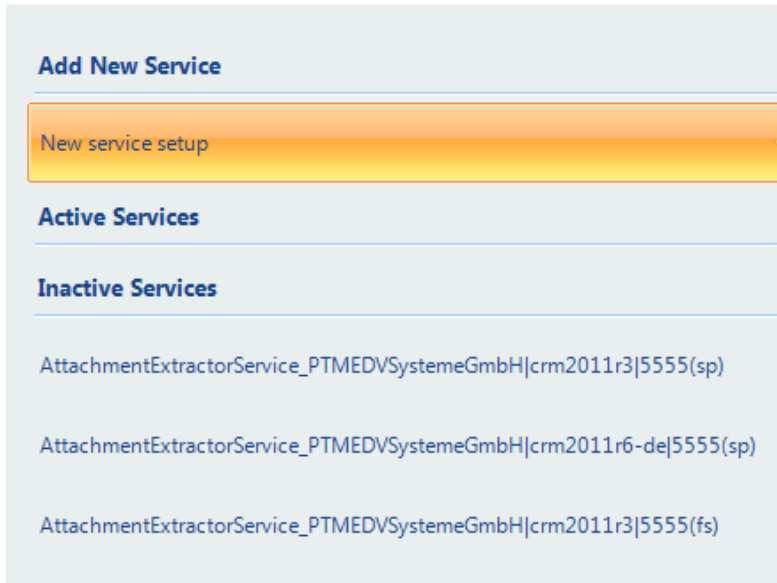 Add New Service
New service setup
Active Services
Inactive Services
AttachmentExtractorService_PTMEDVSystemeGmbH|crm2011r3|5555(sp)
AttachmentExtractorService_PTMEDVSystemeGmbH|crm2011r6-de|5555(sp)
AttachmentExtractorService_PTMEDVSystemeGmbH|crm2011r3|5555(fs)